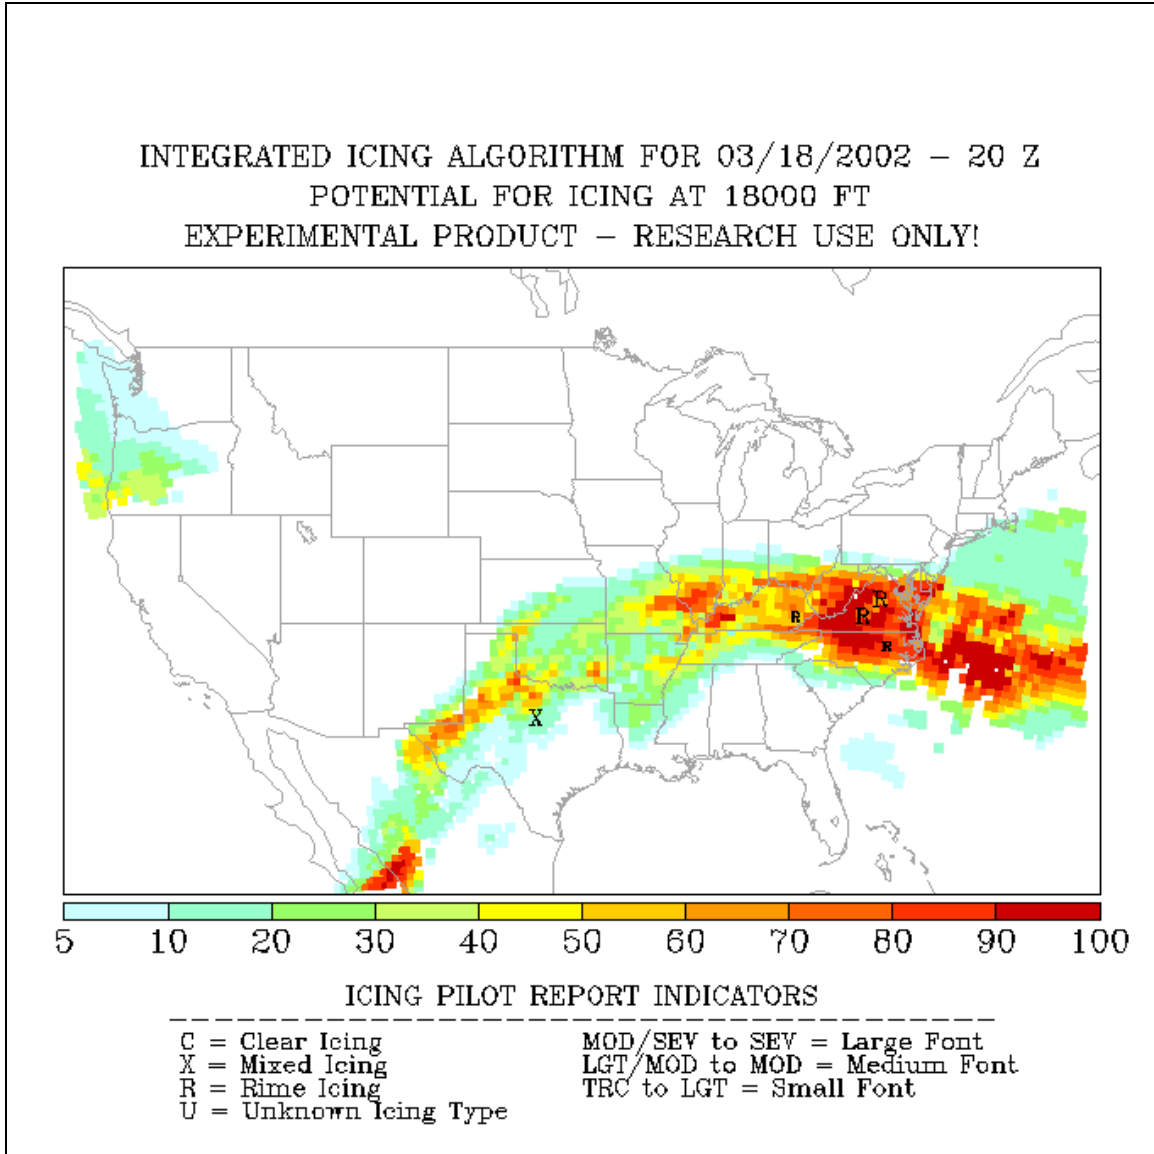 INTEGRATED ICING ALGORITHM FOR 03/18/2002 – 20 Z
POTENTIAL FOR ICING AT 18000 FT
EXPERIMENTAL PRODUCT – RESEARCH USE ONLY!
R
R
R
R
X
5 10 20 30 40 50 60 70 80 90 100
ICING PILOT REPORT INDICATORS
C = Clear Icing MOD/SEV to SEV = Large Font
X = Mixed Icing LGT/MOD to MOD = Medium Font
R = Rime Icing TRC to LGT = Small Font
U = Unknown Icing Type